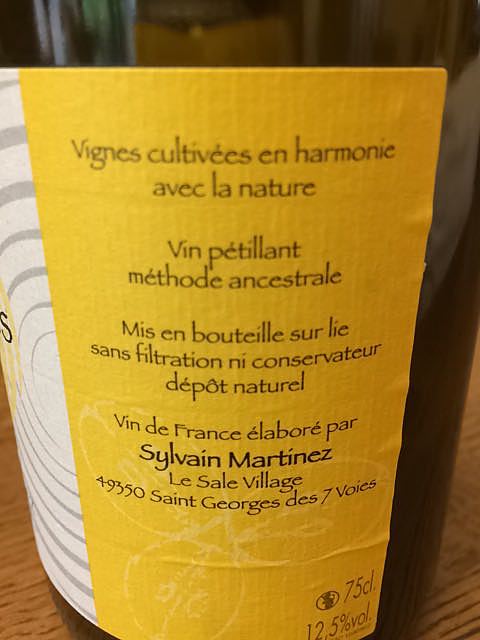 Vignes cultivées en harmonie
avec la nature
Vin pétillant
méthode ancestrale
Mis en bouteille sur lie
sans filtration ni conservateur
dépôt naturel
Vin de France élaboré par
Sylvain Martinez
Le Sale Village
49350 Saint Georges des 7 Voies
75cl.
12,5%vol.